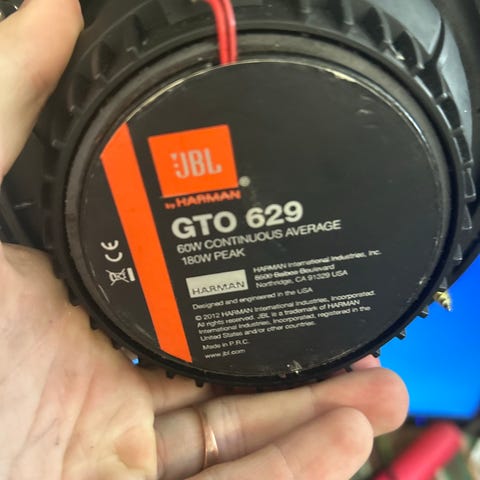 JBL®
by HARMAN
GTO 629
60W CONTINUOUS AVERAGE
180W PEAK
HARMAN
HARMAN International Industries, Inc.
8500 Balboa Boulevard
Northridge, CA 91329 USA
Designed and engineered in the USA
© 2012 HARMAN International Industries, Incorporated.
All rights reserved. JBL is a trademark of HARMAN
International Industries, Incorporated, registered in the
United States and/or other countries.
Made in P.R.C.
www.jbl.com
CE